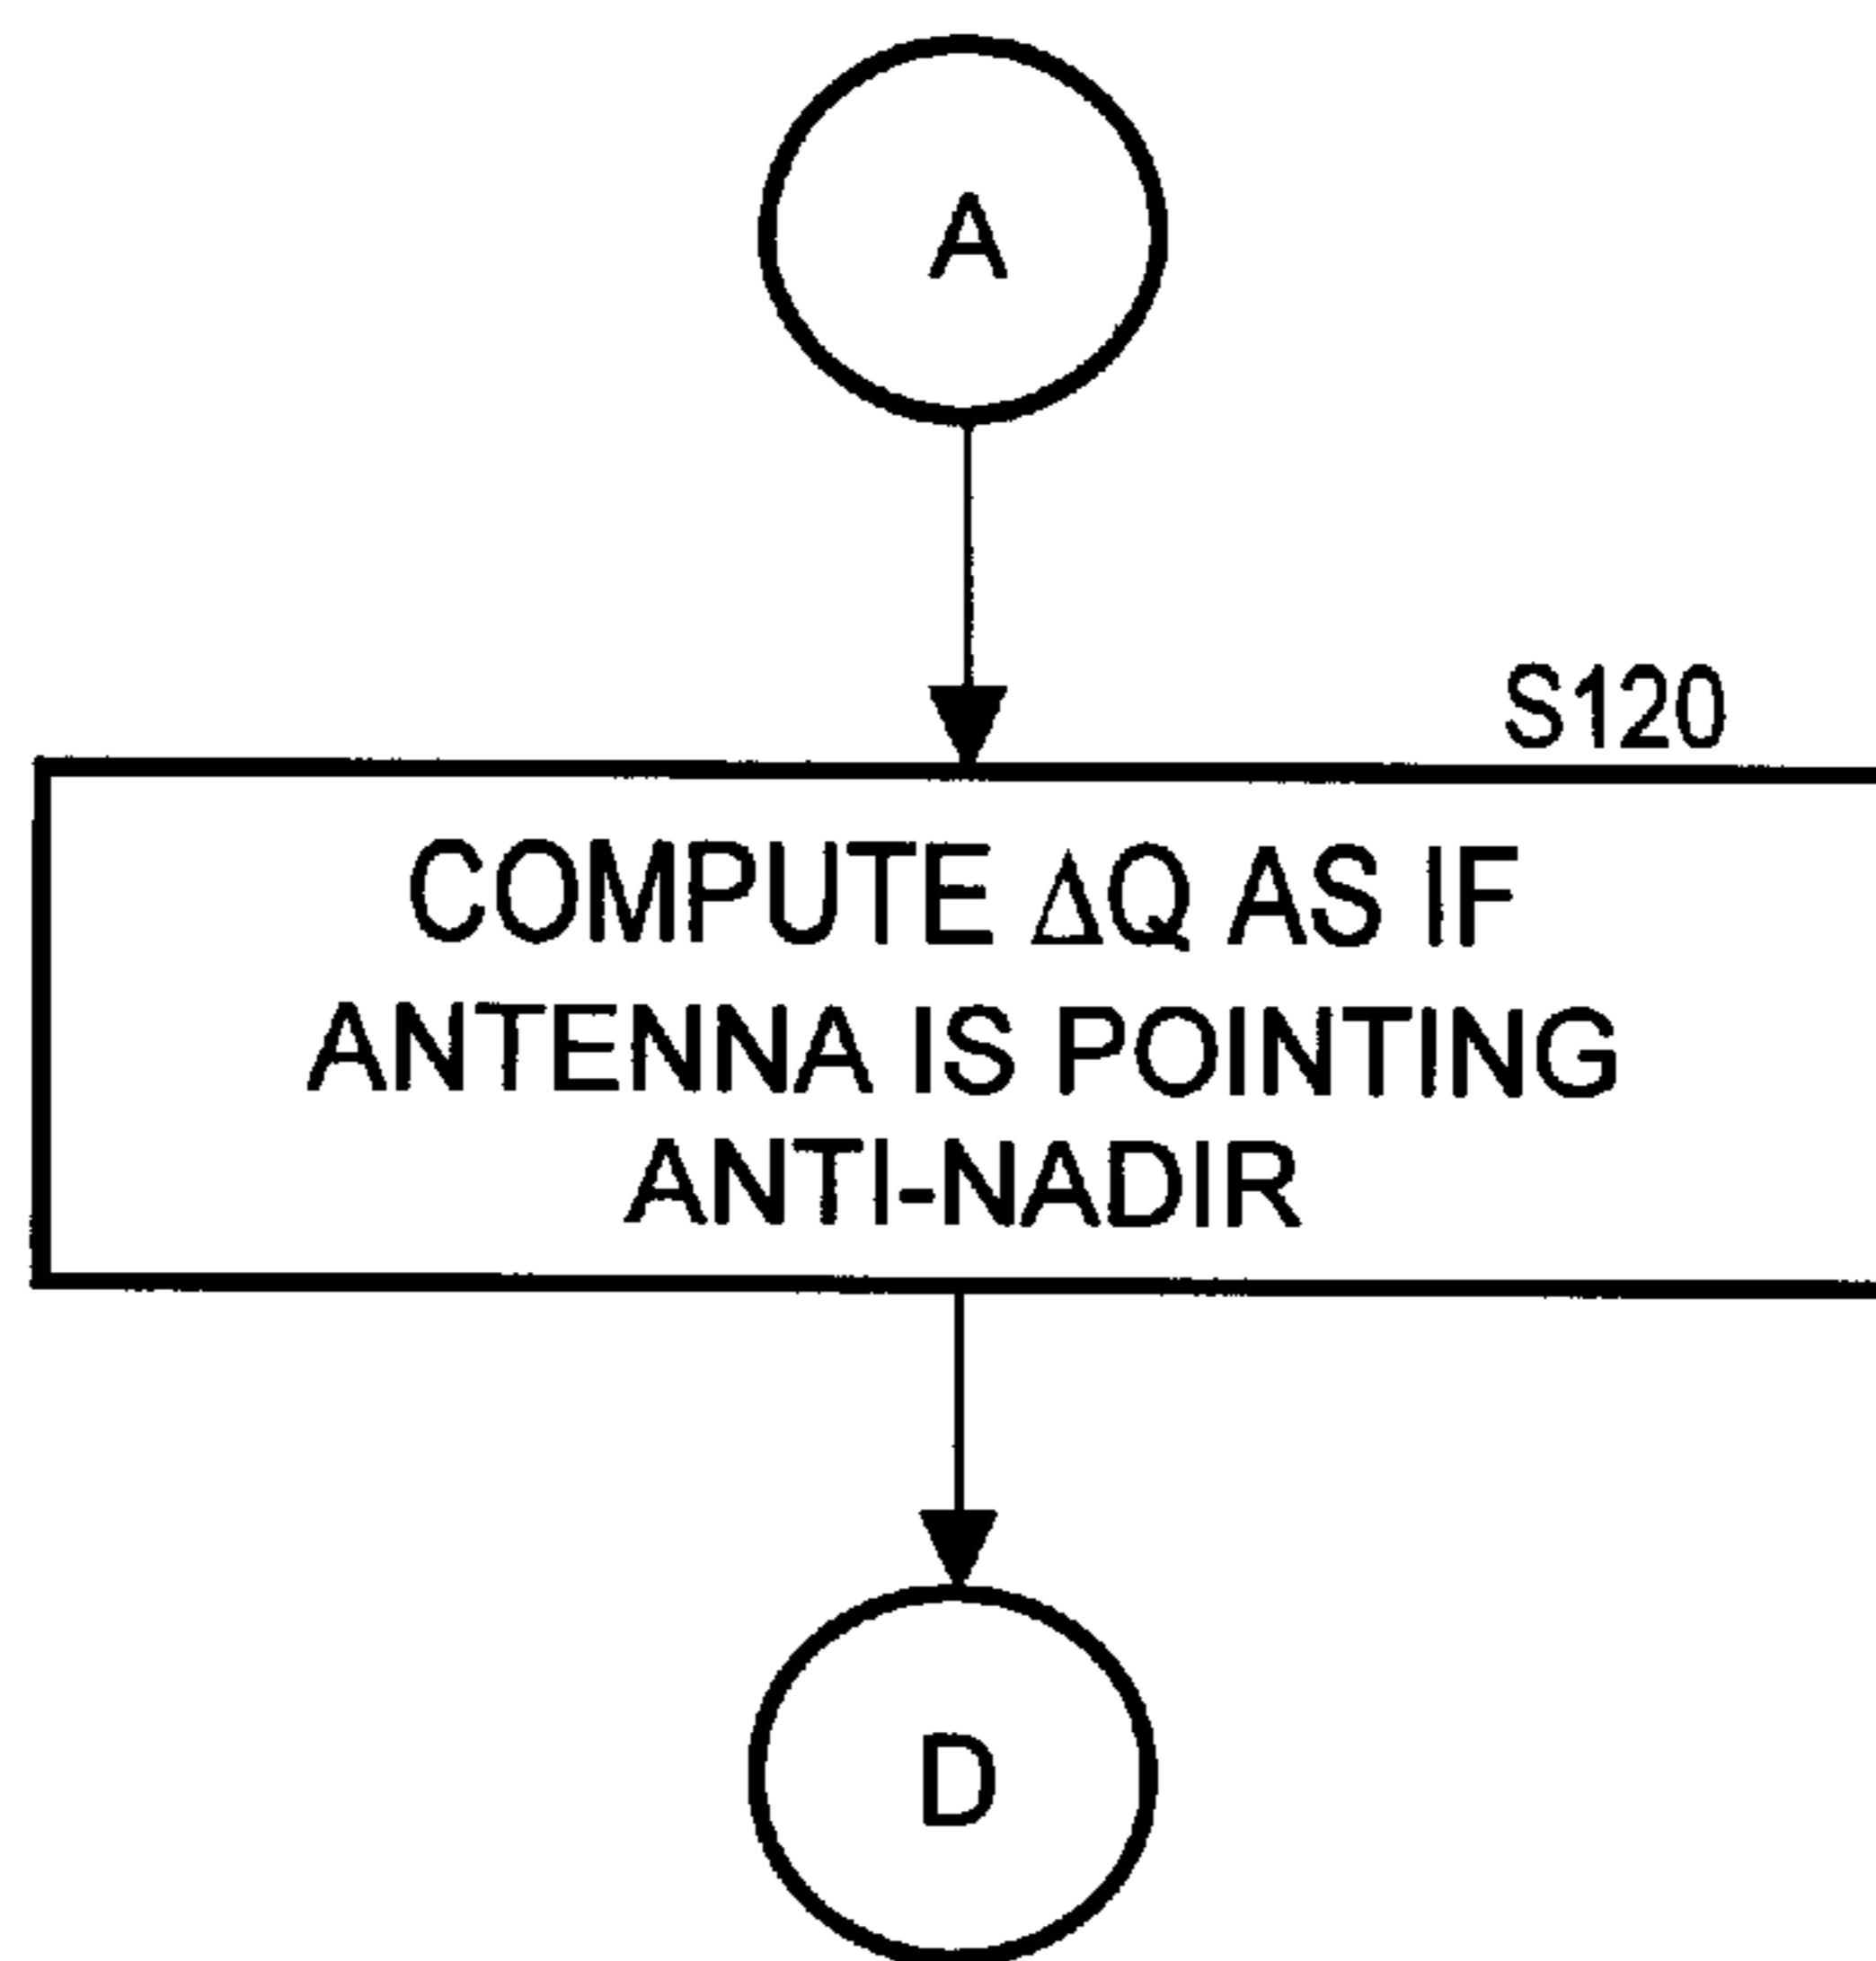 A
S120
COMPUTE ΔQ AS IF
ANTENNA IS POINTING
ANTI-NADIR
D